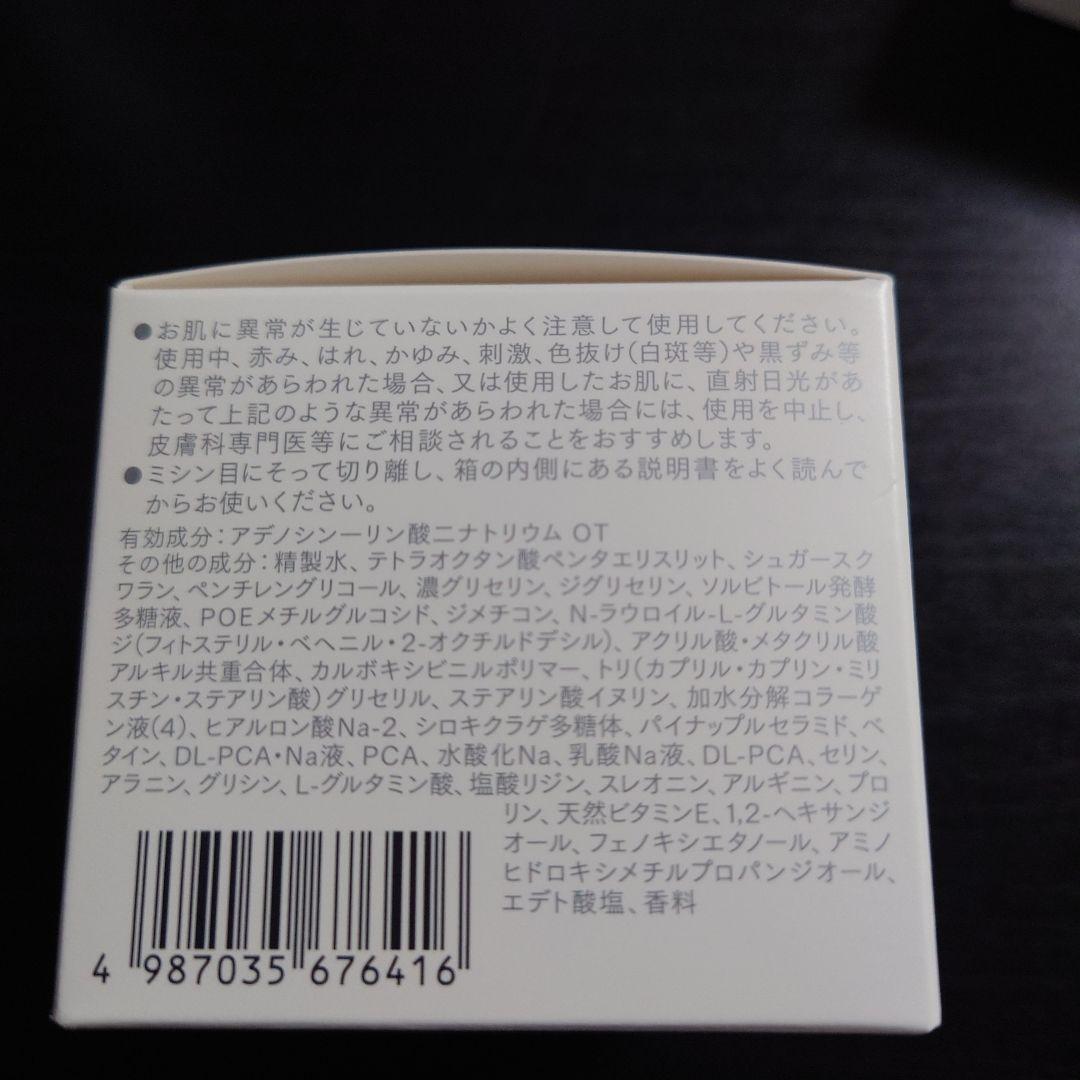 ●お肌に異常が生じていないかよく注意して使用してください。
使用中、赤み、はれ、かゆみ、刺激、色抜け(白斑等)や黒ずみ等
の異常があらわれた場合、又は使用したお肌に、直射日光があ
たって上記のような異常があらわれた場合には、使用を中止し、
皮膚科専門医等にご相談されることをおすすめします。
●ミシン目にそって切り離し、箱の内側にある説明書をよく読んで
からお使いください。
有効成分：アデノシン一リン酸二ナトリウム OT
その他の成分：精製水、テトラオクタン酸ペンタエリスリット、シュガースク
ワラン、ペンチレングリコール、濃グリセリン、ジグリセリン、ソルビトール発酵
多糖液、POEメチルグルコシド、ジメチコン、N-ラウロイル-L-グルタミン酸
ジ(フィトステリル・ベヘニル・2-オクチルドデシル)、アクリル酸・メタクリル酸
アルキル共重合体、カルボキシビニルポリマー、トリ(カプリル・カプリン・ミリ
スチン・ステアリン酸)グリセリル、ステアリン酸イヌリン、加水分解コラーゲ
ン液(4)、ヒアルロン酸Na-2、シロキクラゲ多糖体、パイナップルセラミド、ベ
タイン、DL-PCA・Na液、PCA、水酸化Na、乳酸Na液、DL-PCA、セリン、
アラニン、グリシン、L-グルタミン酸、塩酸リジン、スレオニン、アルギニン、プロ
リン、天然ビタミンE、1,2-ヘキサンジ
オール、フェノキシエタノール、アミノ
ヒドロキシメチルプロパンジオール、
エデト酸塩、香料
4 987035 676416